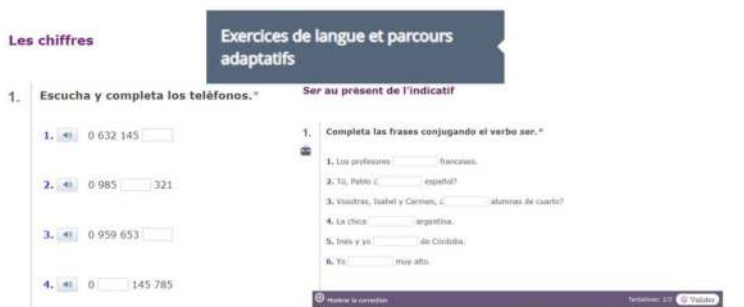 Les chiffres
Exercices de langue et parcours
adaptatifs
1. Escucha y completa los teléfonos.*
1. 0 632 145
2. 0 985 321
3. 0 959 653
4. 0 145 785
Ser au présent de l'indicatif
1. Completa las frases conjugando el verbo ser.*
1. Los profesores franceses.
2. Tú, Pablo ¿ español?
3. Vosotras, Isabel y Carmen, ¿ alumnas de cuarto?
4. La chica argentina.
5. Inés y yo de Córdoba.
6. Yo muy alto.
Montrer la correction
Tentatives: 1/2 Valider